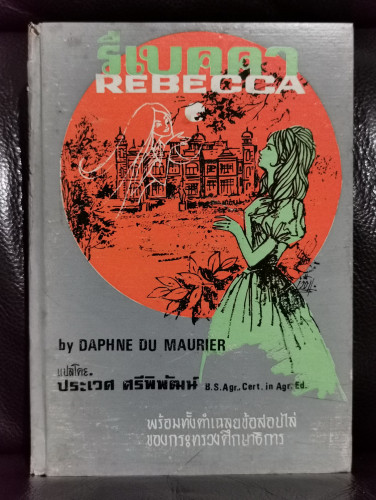 รีเบคคา
REBECCA
by DAPHNE DU MAURIER
แปลโดย.
ประเวศ ศรีพิพัฒน์ B.S.Agr., Cert. in Agr. Ed.
พร้อมทั้งคำเฉลยข้อสอบไล่
ของกระทรวงศึกษาธิการ